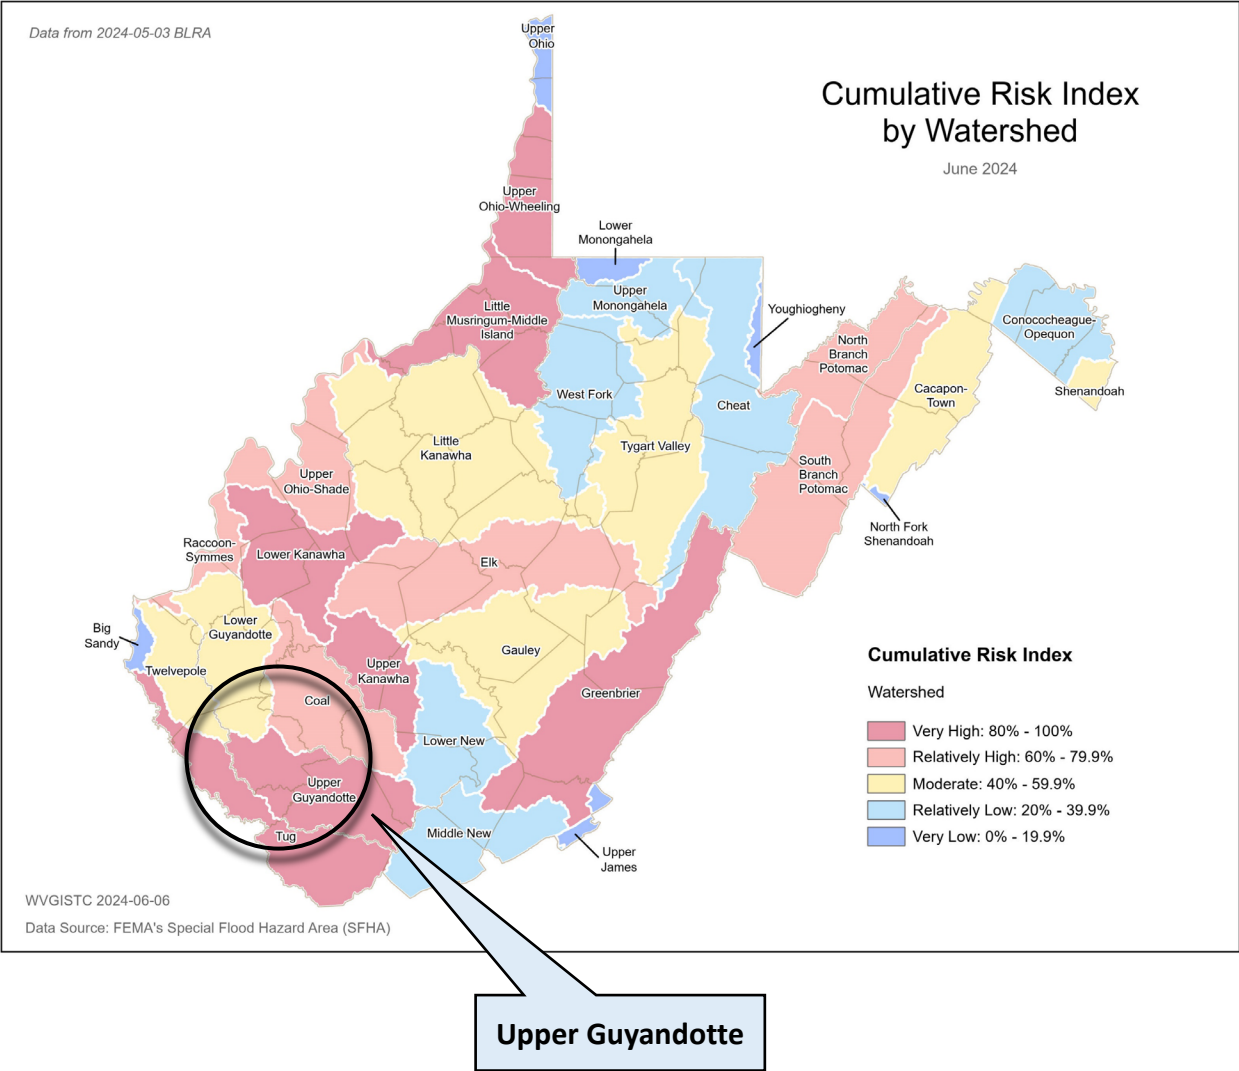 Data from 2024-05-03 BLRA
Cumulative Risk Index
by Watershed
June 2024
Upper
Ohio
Upper
Ohio-Wheeling
Lower
Monongahela
Upper
Monongahela
Youghiogheny
Little
Musringum-Middle
Island
North
Branch
Potomac
Conococheague-
Opequon
Cacapon-
Town
Shenandoah
West Fork
Cheat
Little
Kanawha
Tygart Valley
South
Branch
Potomac
Upper
Ohio-Shade
North Fork
Shenandoah
Raccoon-
Symmes
Lower Kanawha
Elk
Big
Sandy
Lower
Guyandotte
Twelvepole
Gauley
Upper
Kanawha
Greenbrier
Coal
Lower New
Upper
Guyandotte
Tug
Middle New
Upper
James
Cumulative Risk Index
Watershed
Very High: 80% - 100%
Relatively High: 60% - 79.9%
Moderate: 40% - 59.9%
Relatively Low: 20% - 39.9%
Very Low: 0% - 19.9%
WVGISTC 2024-06-06
Data Source: FEMA's Special Flood Hazard Area (SFHA)
Upper Guyandotte